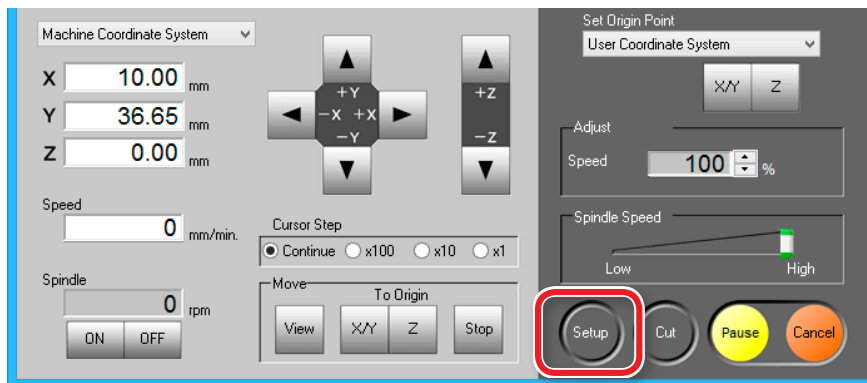 Machine Coordinate System
X 10.00 mm
Y 36.65 mm
Z 0.00 mm
Speed
0 mm/min.
Spindle
0 rpm
ON OFF
+Y
-X +X
-Y
+Z
-Z
Cursor Step
Continue x100 x10 x1
Move
To Origin
View X/Y Z Stop
Set Origin Point
User Coordinate System
X/Y Z
Adjust
Speed 100 %
Spindle Speed
Low High
Setup Cut Pause Cancel